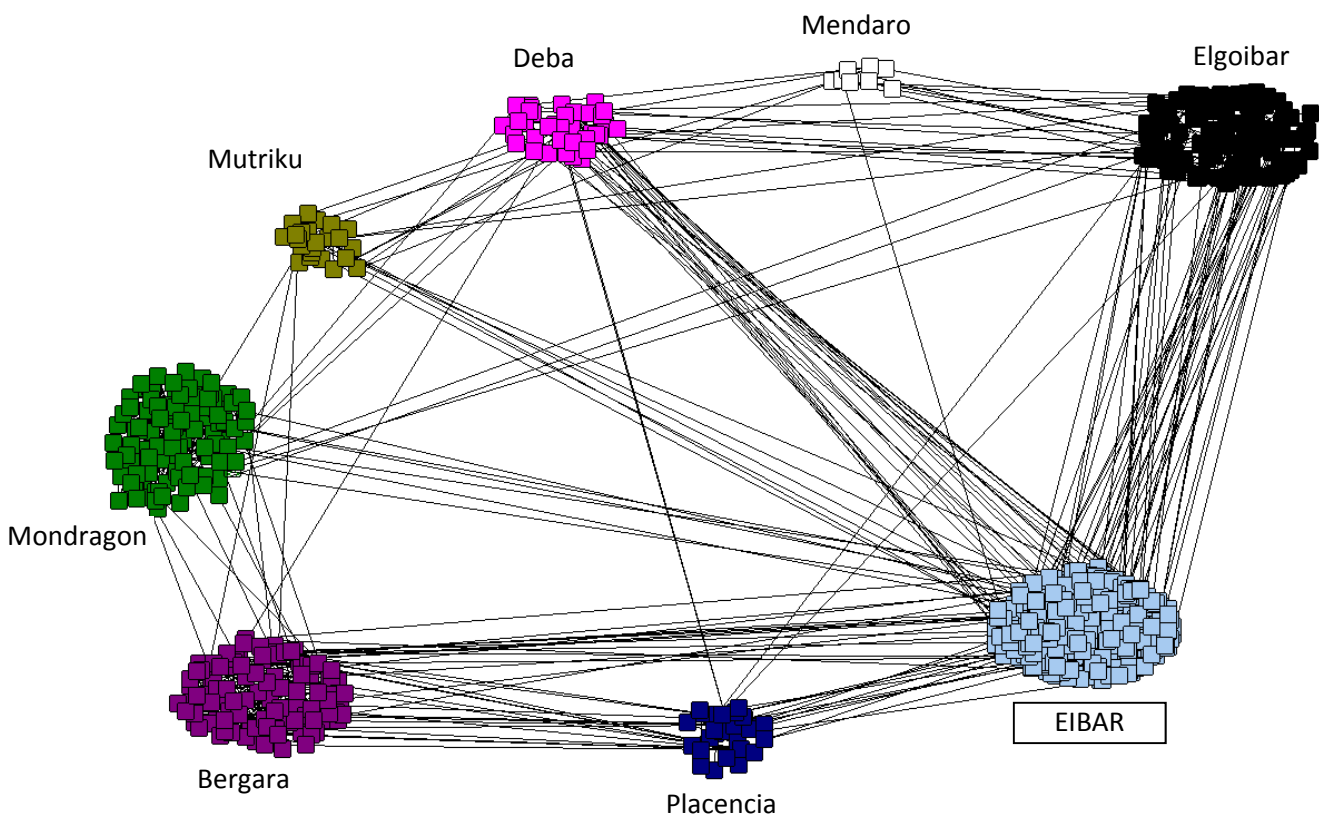 Mendaro
Deba
Elgoibar
Mutriku
Mondragon
EIBAR
Bergara
Placencia